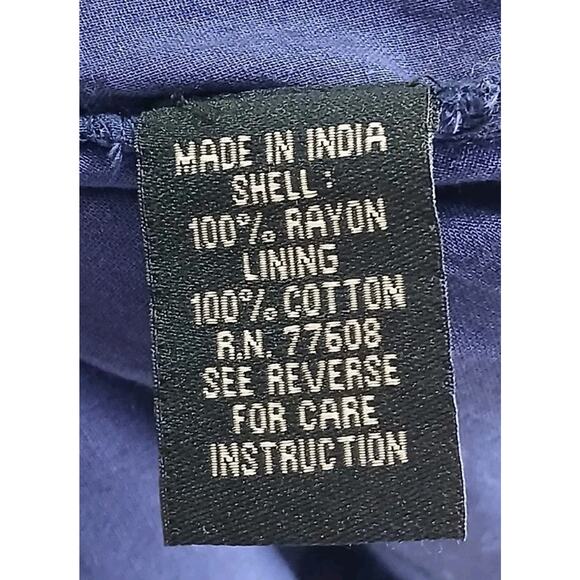 MADE IN INDIA
SHELL:
100% RAYON
LINING
100% COTTON
R.N. 77608
SEE REVERSE
FOR CARE
INSTRUCTION